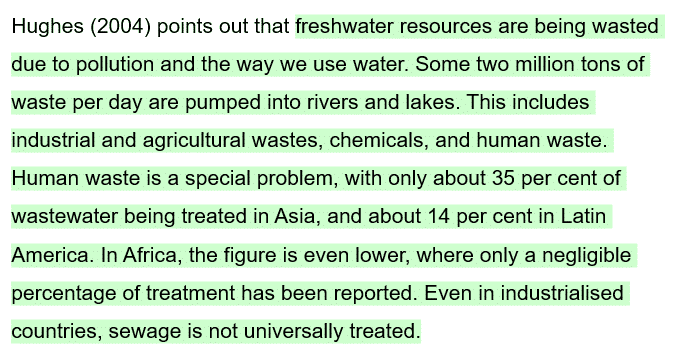 Hughes (2004) points out that freshwater resources are being wasted
due to pollution and the way we use water. Some two million tons of
waste per day are pumped into rivers and lakes. This includes
industrial and agricultural wastes, chemicals, and human waste.
Human waste is a special problem, with only about 35 per cent of
wastewater being treated in Asia, and about 14 per cent in Latin
America. In Africa, the figure is even lower, where only a negligible
percentage of treatment has been reported. Even in industrialised
countries, sewage is not universally treated.